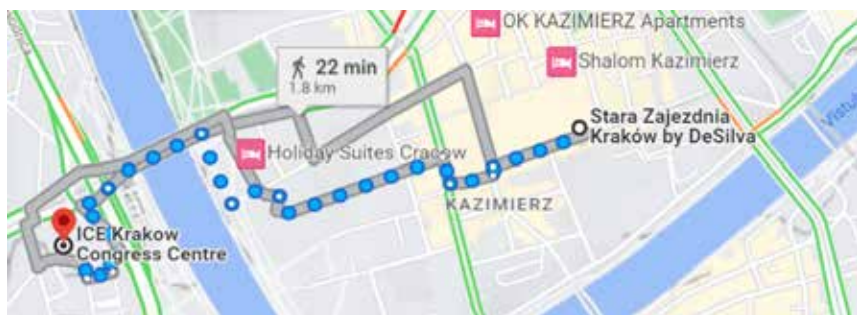 OK KAZIMIERZ Apartments
22 min
1.8 km
Shalom Kazimierz
Stara Zajezdnia
Kraków by DeSilva
Holiday Suites Cracow
KAZIMIERZ
ICE Krakow
Congress Centre